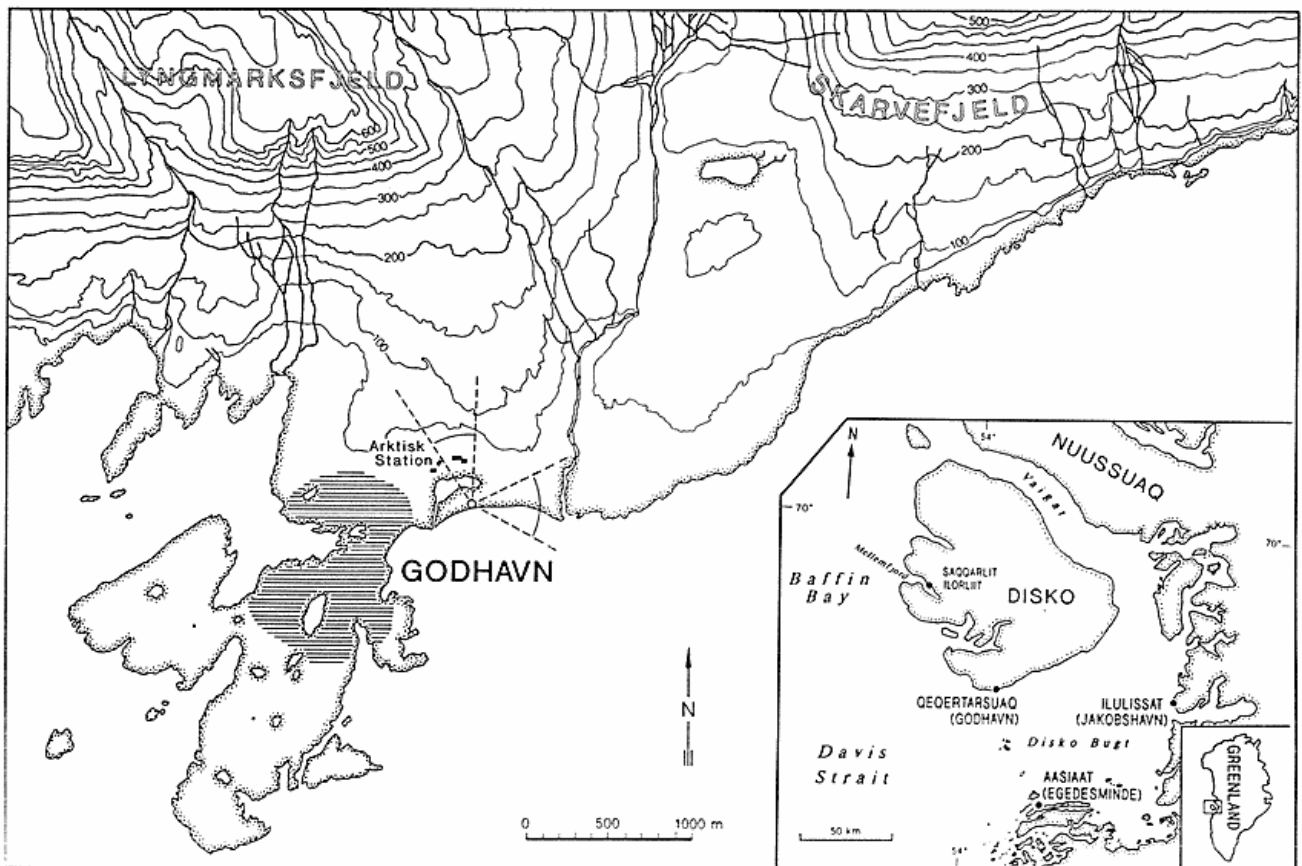 500
400
300
200
100
LYNGMARKSFJELD
SKARVEFJELD
600
500
400
300
200
100
Arktisk
Station
GODHAVN
N
0 500 1000 m
N
54°
NUUSSUAQ
Vaigat
70°
70°
Mellemfjord
SAQQARLIIT
ILORLIIT
Baffin
Bay
DISKO
QEQERTARSUAQ
(GODHAVN)
ILULISSAT
(JAKOBSHAVN)
Disko Bugt
Davis
Strait
AASIAAT
(EGEDESMINDE)
50 km
54°
GREENLAND